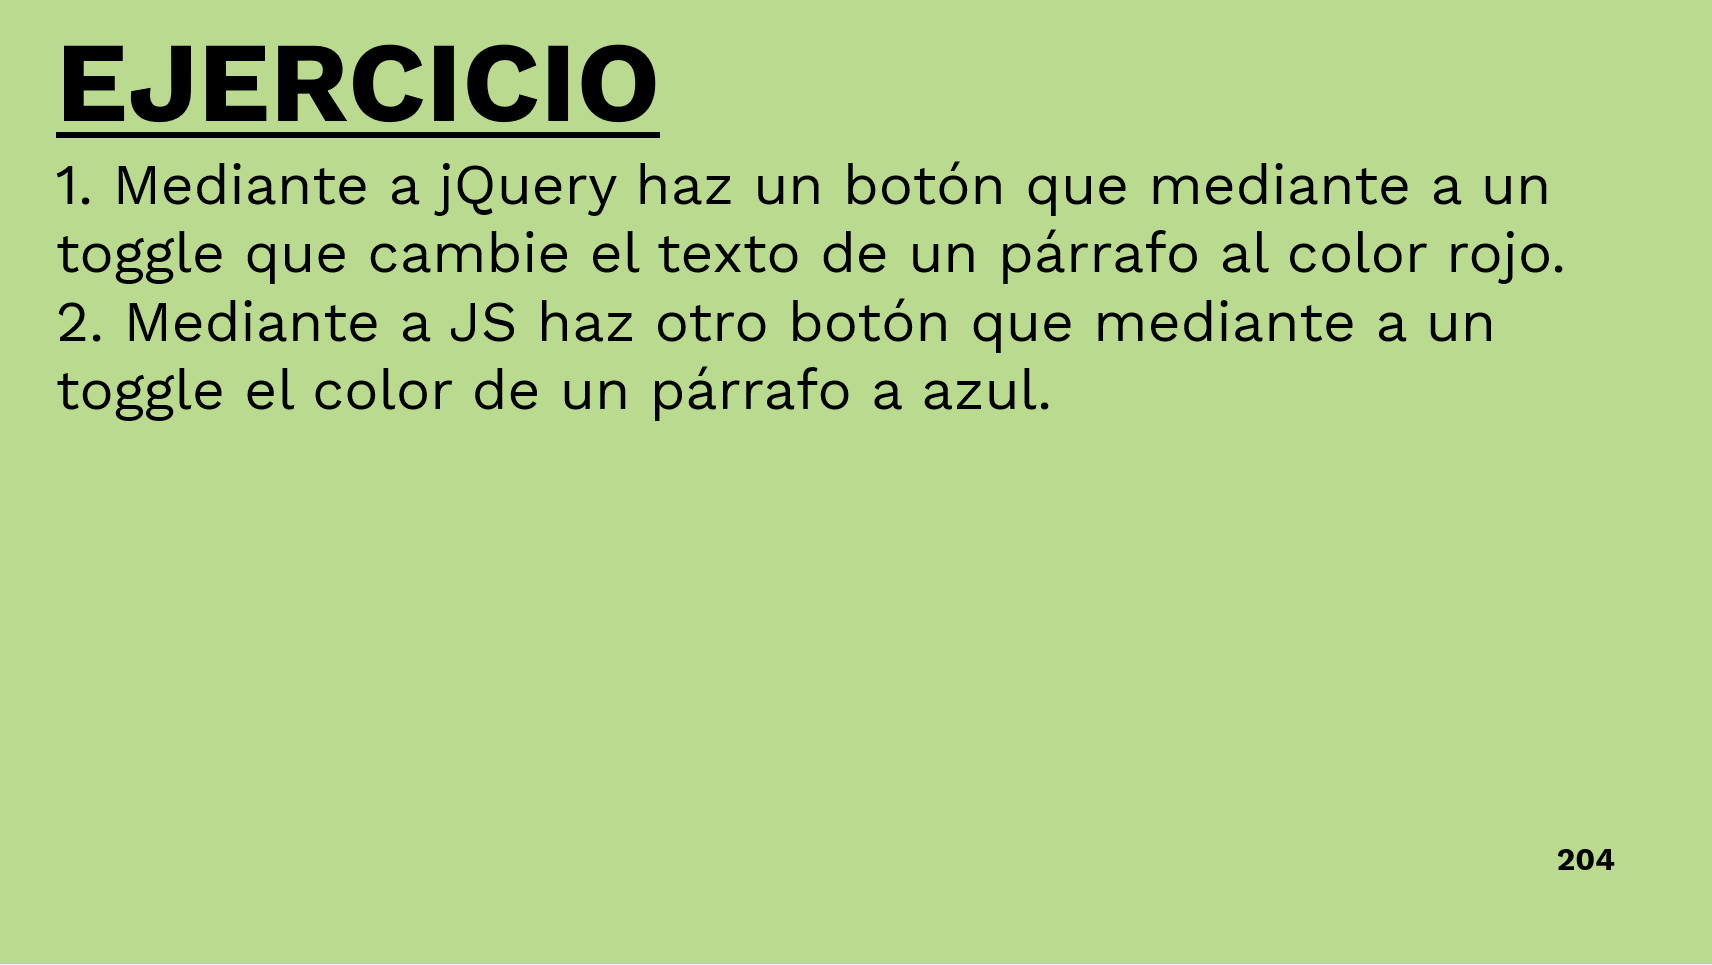 EJERCICIO
1. Mediante a jQuery haz un botón que mediante a un
toggle que cambie el texto de un párrafo al color rojo.
2. Mediante a JS haz otro botón que mediante a un
toggle el color de un párrafo a azul.
204